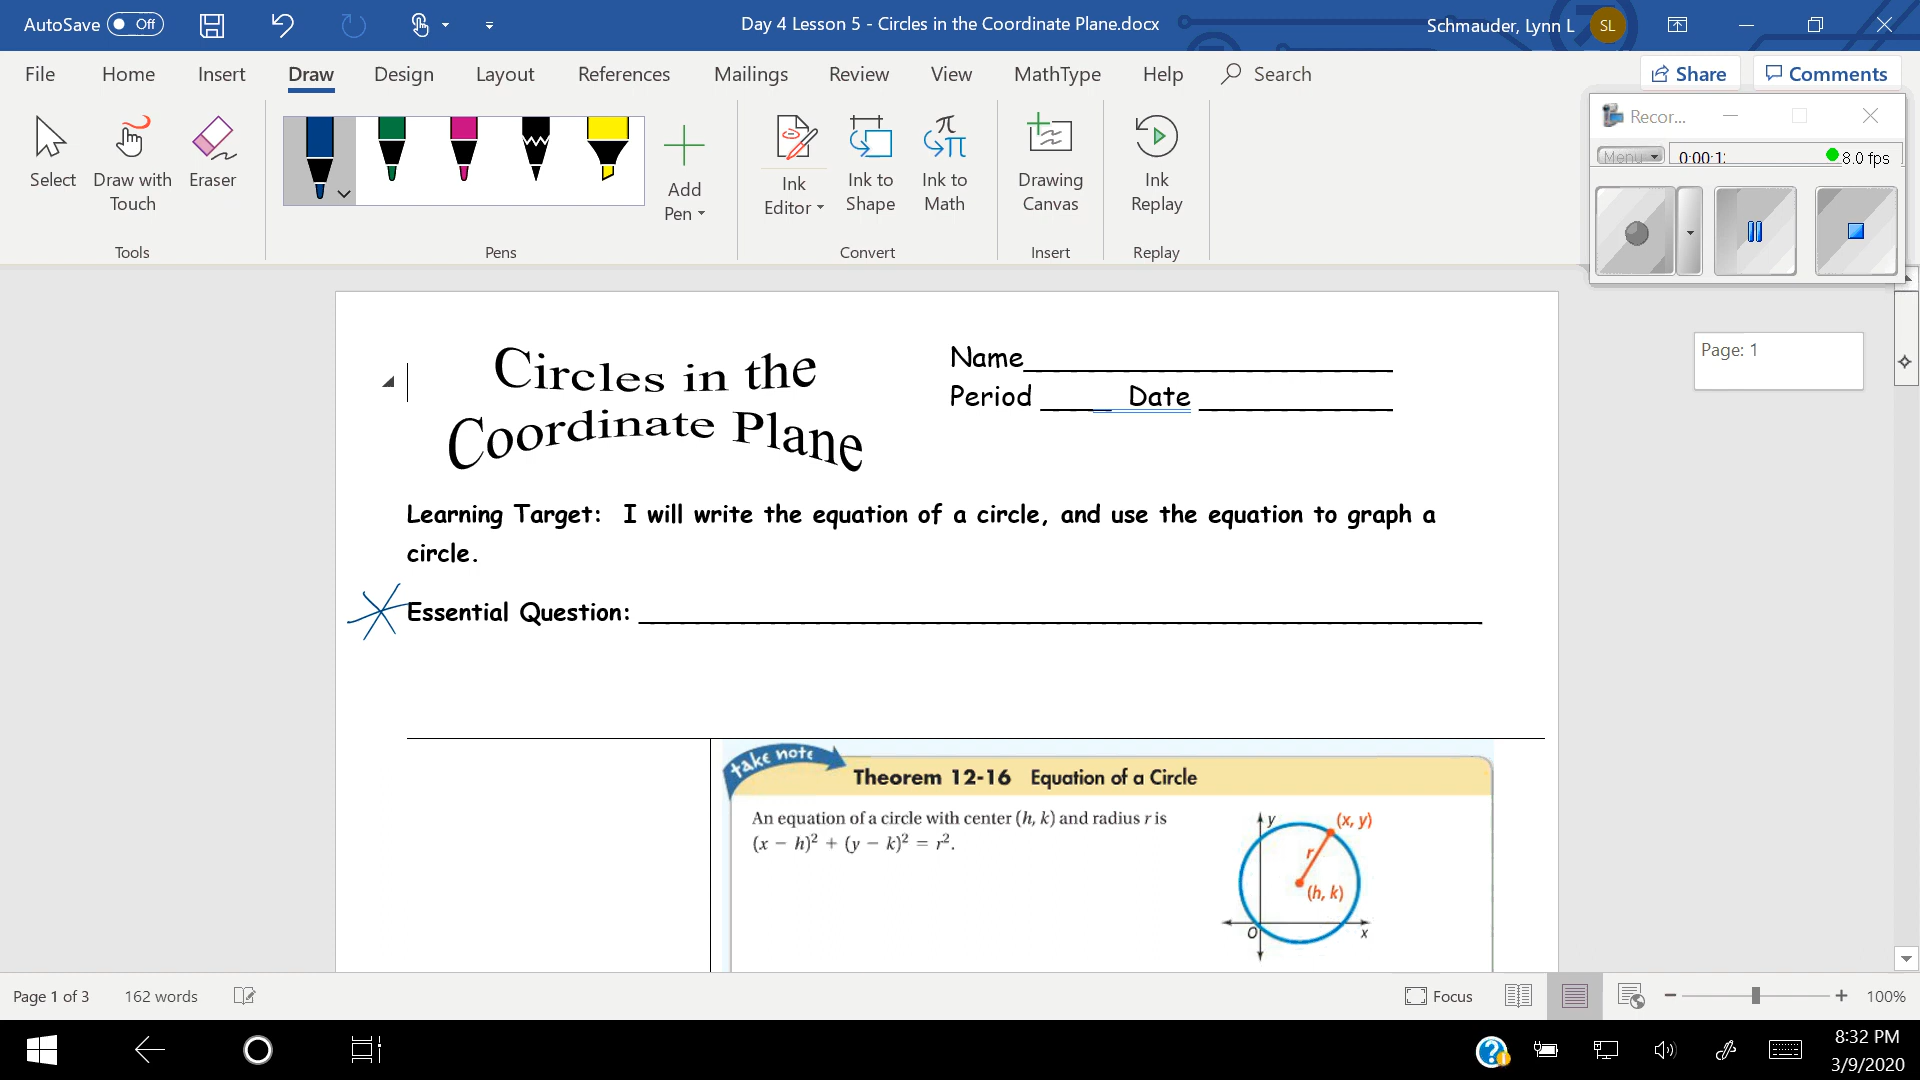 AutoSave Off
Day 4 Lesson 5 - Circles in the Coordinate Plane.docx
Schmauder, Lynn L SL
File Home Insert Draw Design Layout References Mailings Review View MathType Help Search
Share Comments
Select
Draw with
Touch
Eraser
Add
Pen
Ink
Editor
Ink to
Shape
Ink to
Math
Drawing
Canvas
Ink
Replay
Tools Pens Convert Insert Replay
Recor...
Menu 8.0 fps
Page: 1
Circles in the
Coordinate Plane
Name______________________
Period _____ Date ____________
Learning Target: I will write the equation of a circle, and use the equation to graph a
circle.
Essential Question: ______________________________________________
take note
Theorem 12-16 Equation of a Circle
An equation of a circle with center (h, k) and radius r is
(x − h)² + (y − k)² = r².
y (x, y)
r
(h, k)
O x
Page 1 of 3 162 words Focus 100%
8:32 PM
3/9/2020